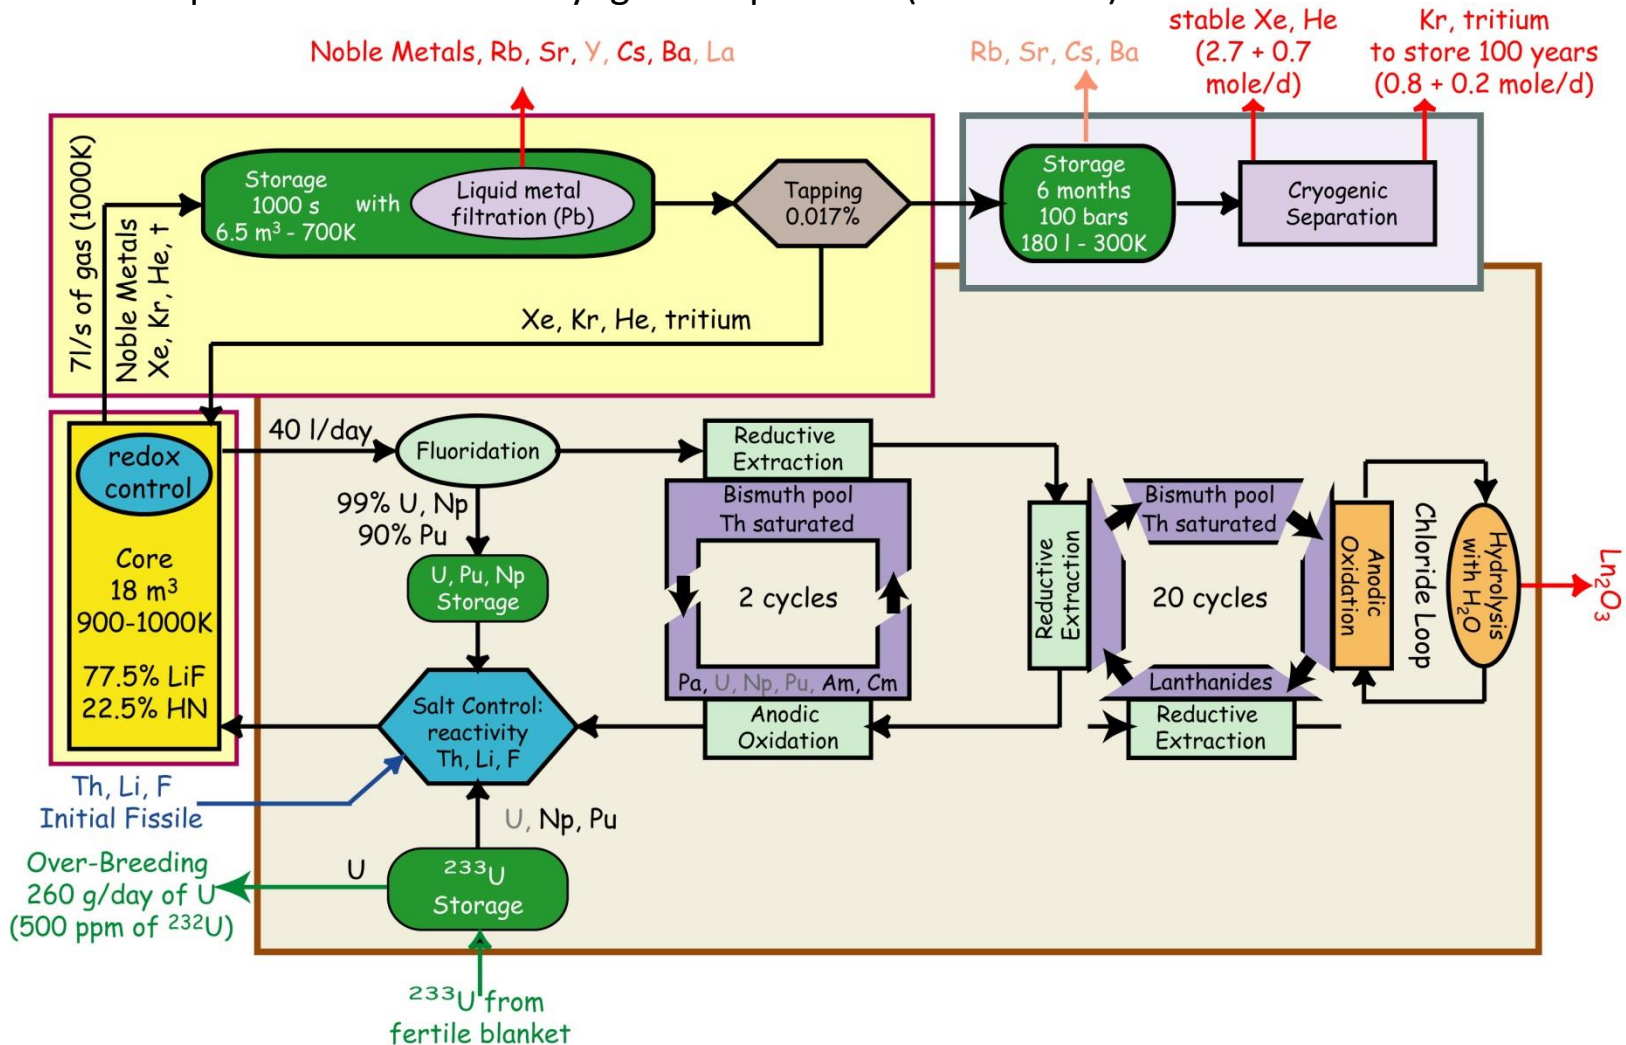 stable Xe, He
(2.7 + 0.7
mole/d)
Kr, tritium
to store 100 years
(0.8 + 0.2 mole/d)
Noble Metals, Rb, Sr, Y, Cs, Ba, La
Rb, Sr, Cs, Ba
7l/s of gas (1000K)
Noble Metals
Xe, Kr, He, t
Storage
1000 s
6.5 m³ - 700K
with
Liquid metal
filtration (Pb)
Tapping
0.017%
Storage
6 months
100 bars
180 l - 300K
Cryogenic
Separation
Xe, Kr, He, tritium
redox
control
Core
18 m³
900-1000K
77.5% LiF
22.5% HN
40 l/day
Fluoridation
99% U, Np
90% Pu
U, Pu, Np
Storage
Salt Control:
reactivity
Th, Li, F
Reductive
Extraction
Bismuth pool
Th saturated
2 cycles
Pa, U, Np, Pu, Am, Cm
Anodic
Oxidation
Reductive
Extraction
Bismuth pool
Th saturated
20 cycles
Lanthanides
Reductive
Extraction
Anodic
Oxidation
Chloride Loop
Hydrolysis
with H₂O
Ln₂O₃
Th, Li, F
Initial Fissile
U, Np, Pu
Over-Breeding
260 g/day of U
(500 ppm of ²³²U)
U
²³³U
Storage
²³³U from
fertile blanket